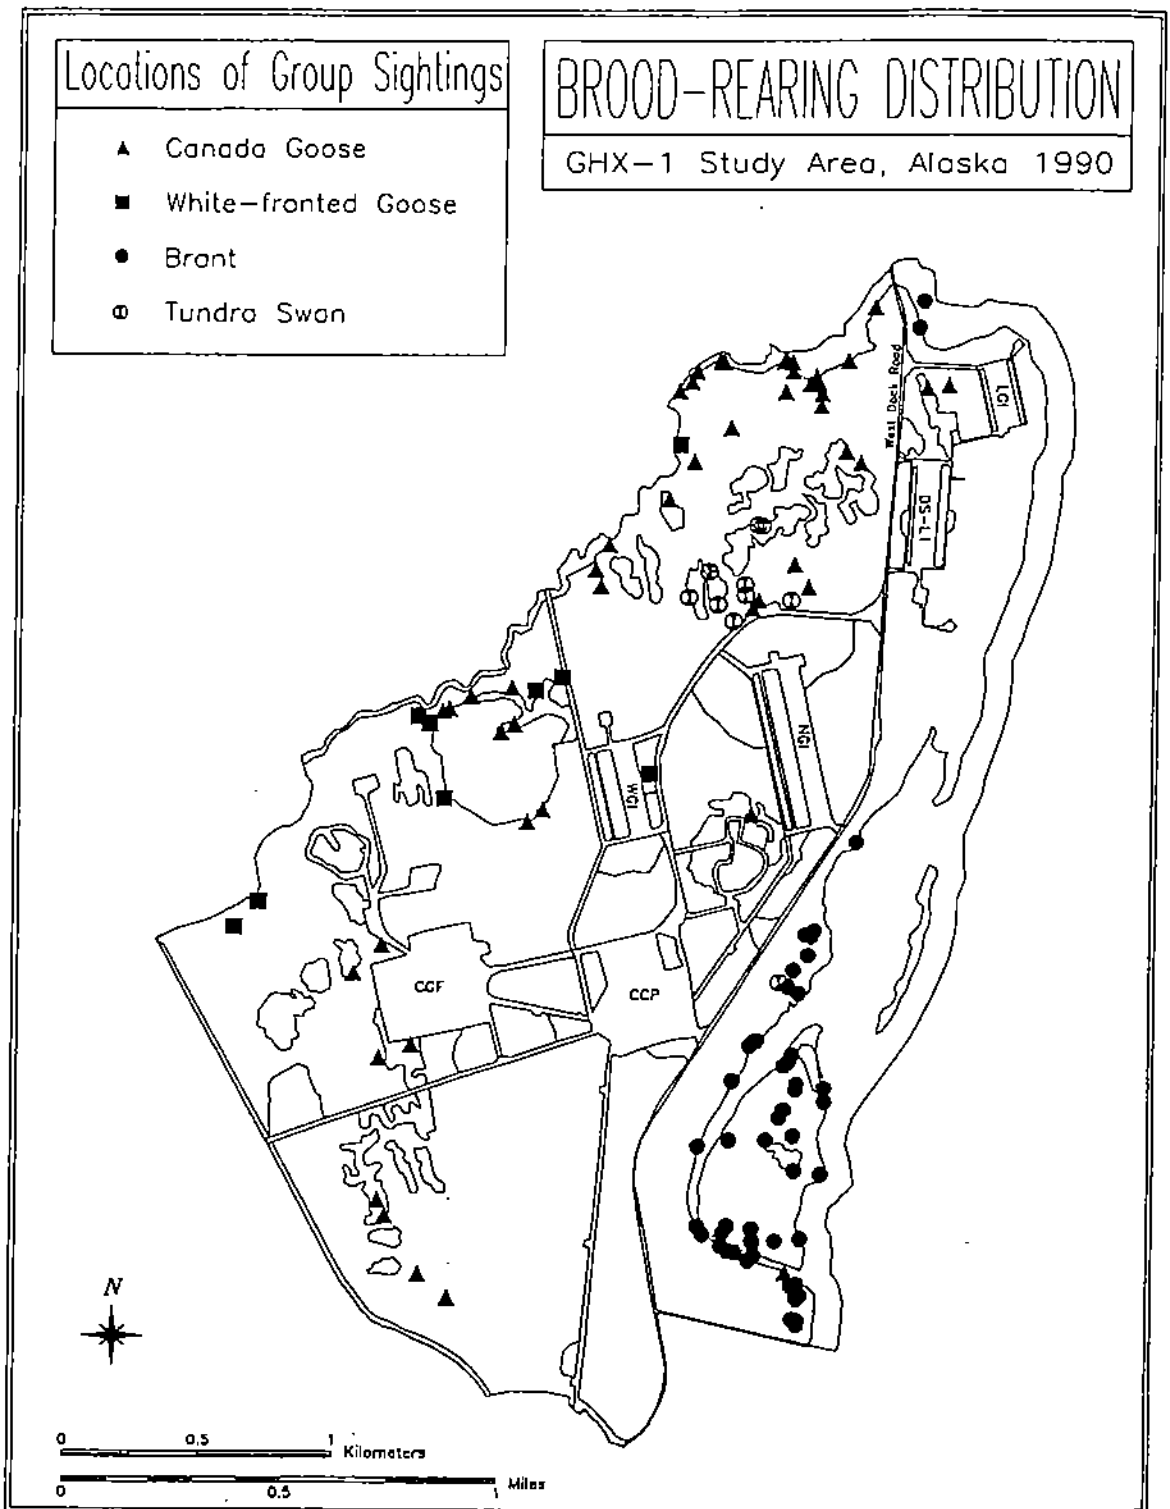 Locations of Group Sightings
Canada Goose
White-fronted Goose
Brant
Tundra Swan
BROOD-REARING DISTRIBUTION
GHX-1 Study Area, Alaska 1990
West Dock Road
LGI
DS-L1
NGI
WGI
CGF
CCP
N
0 0.5 1 Kilometers
0 0.5 1 Miles